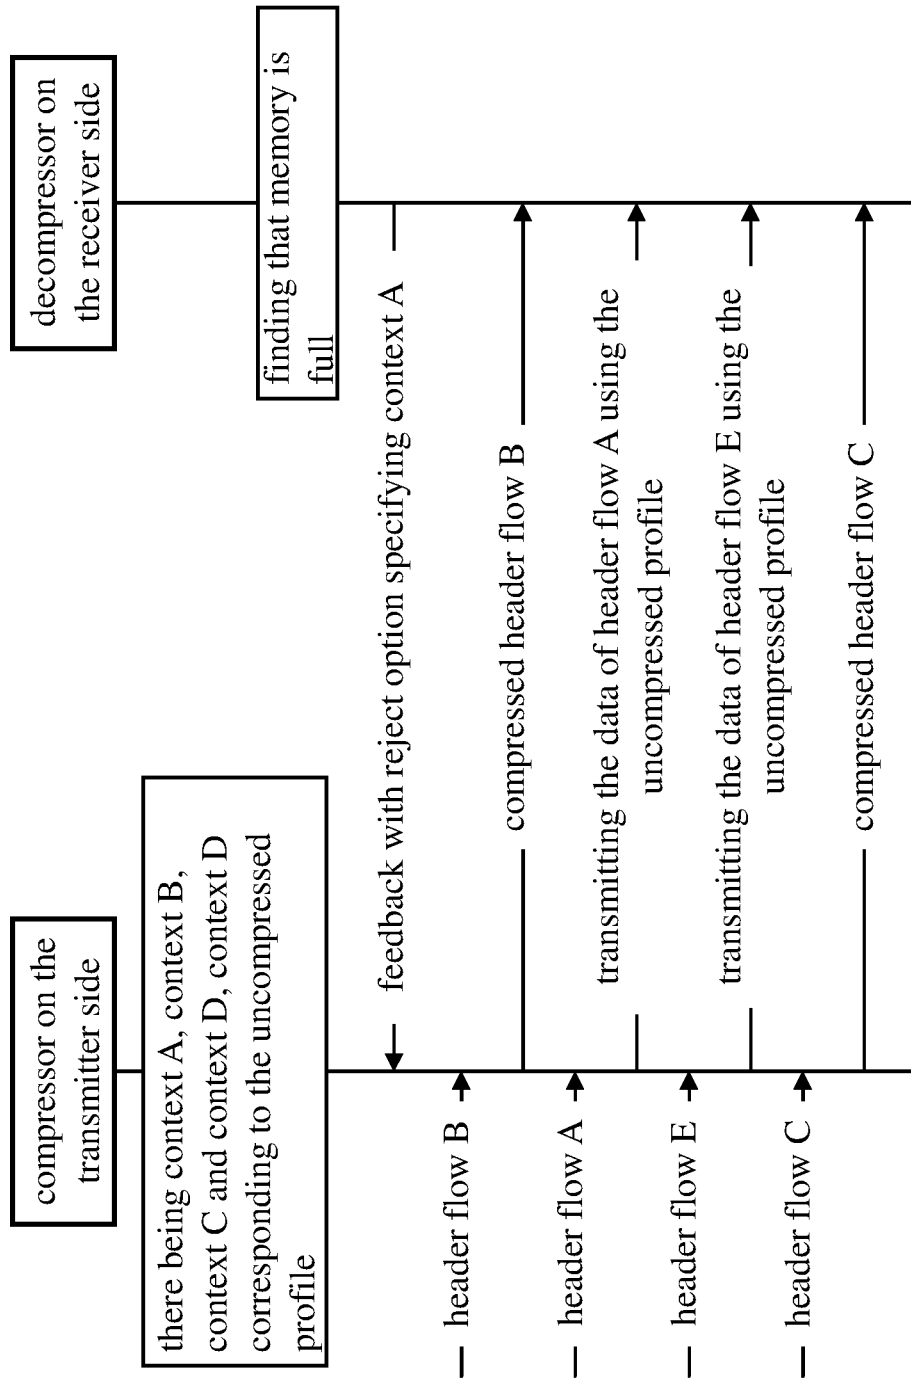 compressor on the
transmitter side
decompressor on
the receiver side
there being context A, context B,
context C and context D, context D
corresponding to the uncompressed
profile
finding that memory is
full
feedback with reject option specifying context A
header flow B
compressed header flow B
header flow A
transmitting the data of header flow A using the
uncompressed profile
header flow E
transmitting the data of header flow E using the
uncompressed profile
header flow C
compressed header flow C